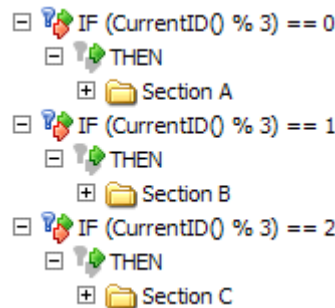 IF (CurrentID() % 3) == 0
THEN
Section A
IF (CurrentID() % 3) == 1
THEN
Section B
IF (CurrentID() % 3) == 2
THEN
Section C